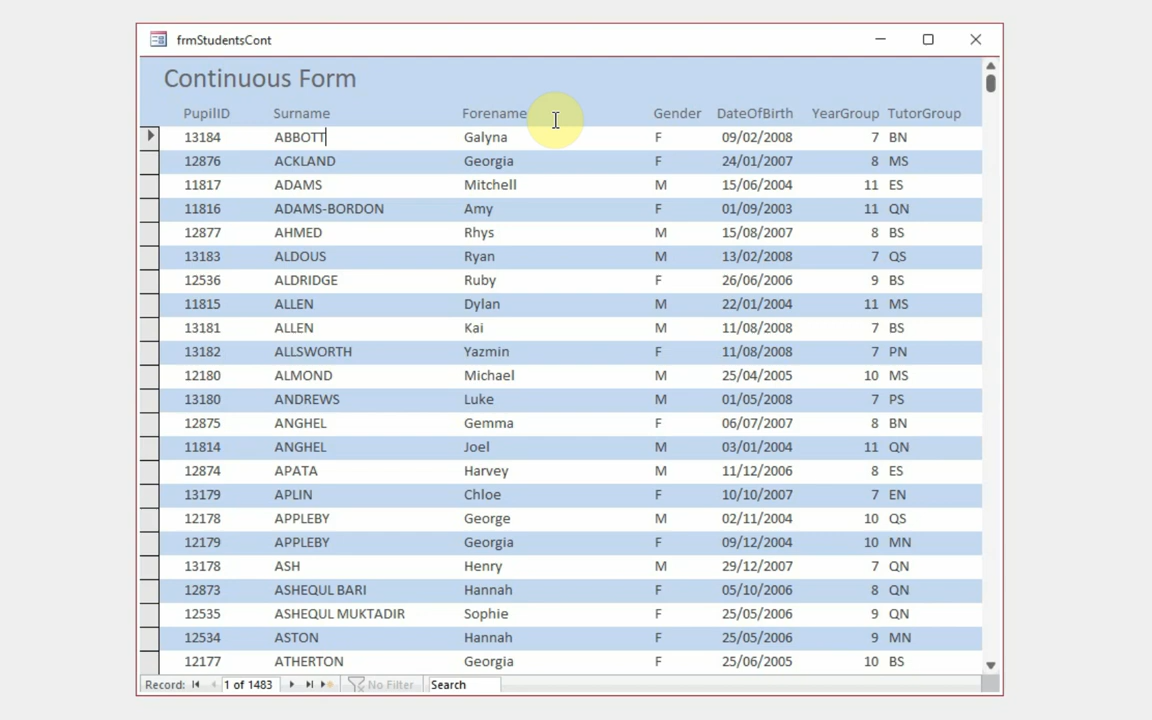 frmStudentsCont
Continuous Form
PupilID Surname Forename Gender DateOfBirth YearGroup TutorGroup
13184 ABBOTT Galyna F 09/02/2008 7 BN
12876 ACKLAND Georgia F 24/01/2007 8 MS
11817 ADAMS Mitchell M 15/06/2004 11 ES
11816 ADAMS-BORDON Amy F 01/09/2003 11 QN
12877 AHMED Rhys M 15/08/2007 8 BS
13183 ALDOUS Ryan M 13/02/2008 7 QS
12536 ALDRIDGE Ruby F 26/06/2006 9 BS
11815 ALLEN Dylan M 22/01/2004 11 MS
13181 ALLEN Kai M 11/08/2008 7 BS
13182 ALLSWORTH Yazmin F 11/08/2008 7 PN
12180 ALMOND Michael M 25/04/2005 10 MS
13180 ANDREWS Luke M 01/05/2008 7 PS
12875 ANGHEL Gemma F 06/07/2007 8 BN
11814 ANGHEL Joel M 03/01/2004 11 QN
12874 APATA Harvey M 11/12/2006 8 ES
13179 APLIN Chloe F 10/10/2007 7 EN
12178 APPLEBY George M 02/11/2004 10 QS
12179 APPLEBY Georgia F 09/12/2004 10 MN
13178 ASH Henry M 29/12/2007 7 QN
12873 ASHEQUL BARI Hannah F 05/10/2006 8 QN
12535 ASHEQUL MUKTADIR Sophie F 25/05/2006 9 QN
12534 ASTON Hannah F 25/05/2006 9 MN
12177 ATHERTON Georgia F 25/06/2005 10 BS
Record: 1 of 1483 No Filter Search